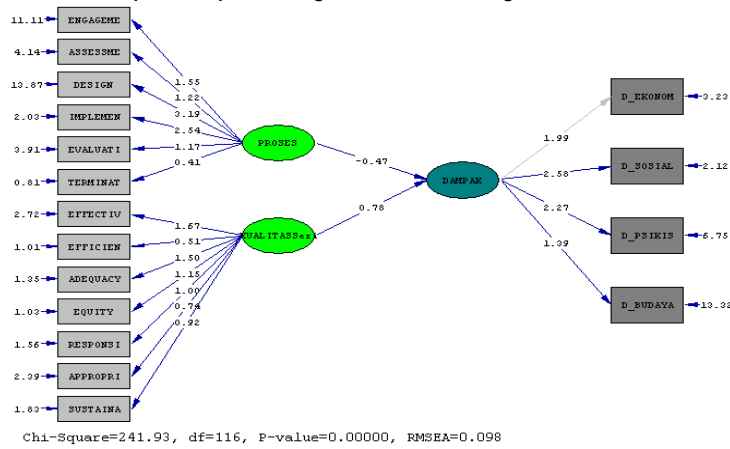 11.11 ENGAGEME
4.14 ASSESSME
13.87 DESIGN
2.03 IMPLEMEN
3.91 EVALUATI
0.81 TERMINAT
2.72 EFFECTIV
1.01 EFFICIEN
1.35 ADEQUACY
1.03 EQUITY
1.56 RESPONSI
2.39 APPROPRI
1.83 SUSTAINA
1.55
1.22
3.19
2.54
1.17
0.41
1.67
0.51
1.50
1.15
1.00
0.74
0.92
PROSES
-0.47
0.78
DAMPAK
1.99
2.58
2.27
1.39
D_EKONOM 3.23
D_SOSIAL 2.12
D_PSIKIS 6.75
D_BUDAYA 13.32
Chi-Square=241.93, df=116, P-value=0.00000, RMSEA=0.098